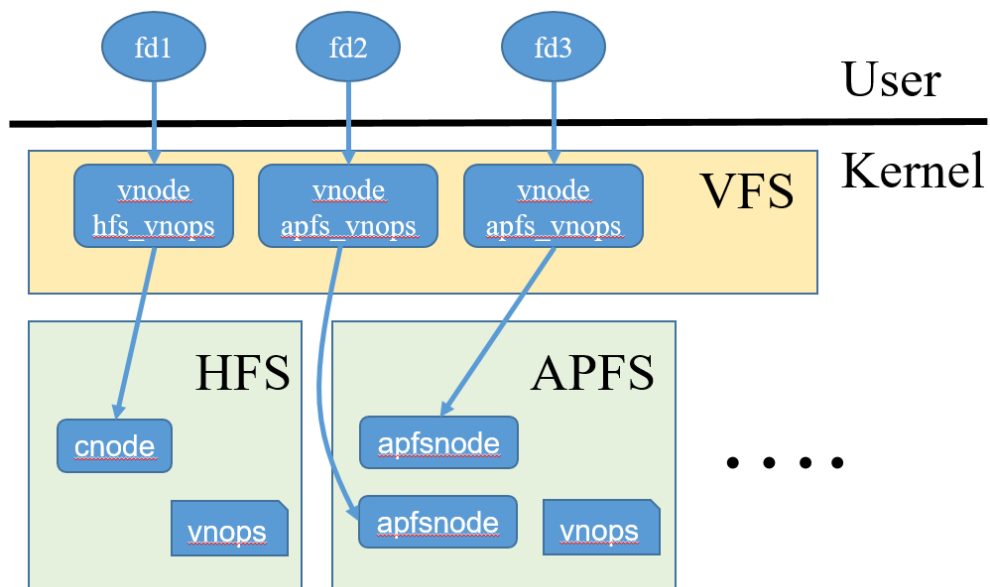 fd1
fd2
fd3
User
Kernel
VFS
vnode
hfs_vnops
vnode
apfs_vnops
vnode
apfs_vnops
HFS
cnode
vnops
APFS
apfsnode
apfsnode
vnops
....